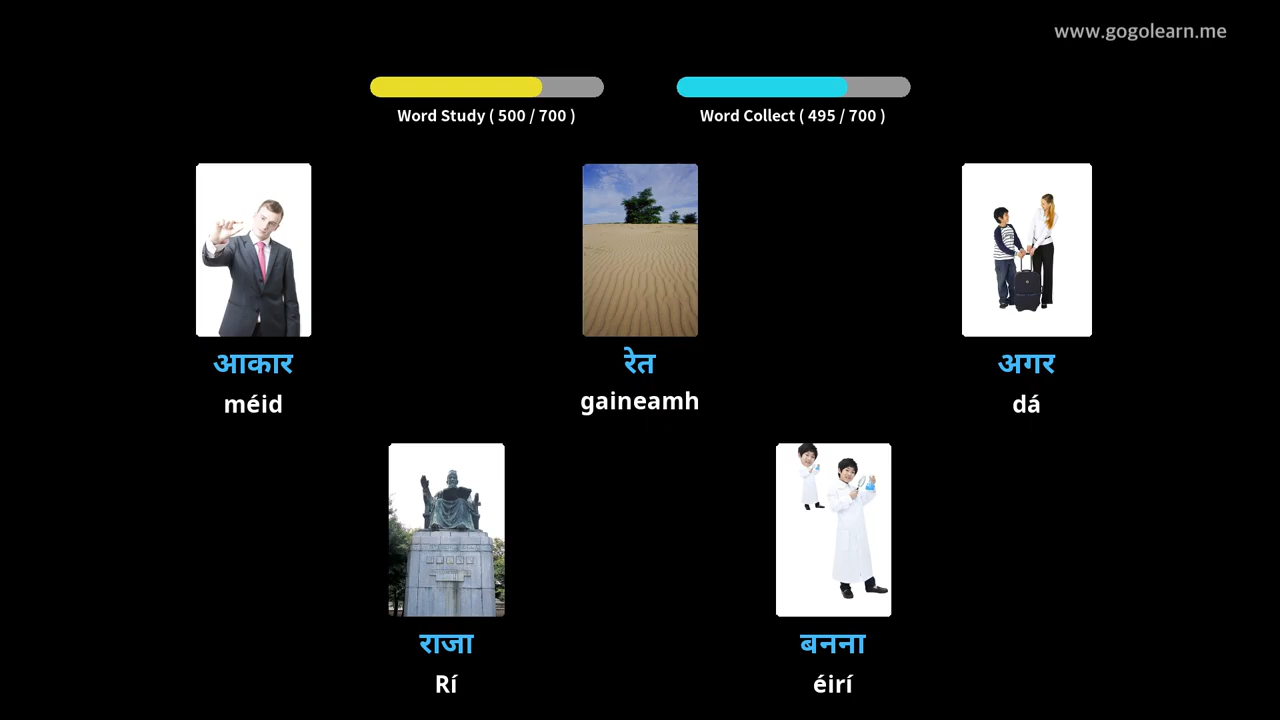 www.gogolearn.me
Word Study ( 500 / 700 )
Word Collect ( 495 / 700 )
आकार
méid
रेत
gaineamh
अगर
dá
राजा
Rí
बनना
éirí